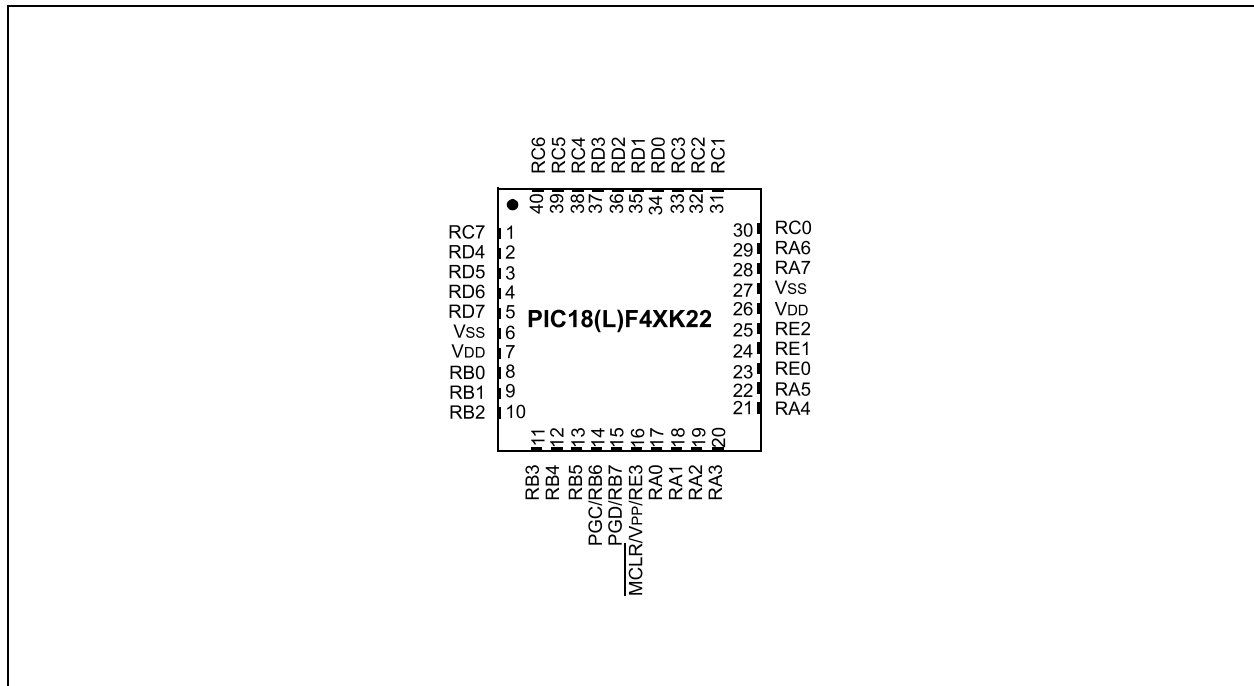 RC6
RC5
RC4
RD3
RD2
RD1
RD0
RC3
RC2
RC1
40
39
38
37
36
35
34
33
32
31
RC7 1
RD4 2
RD5 3
RD6 4
RD7 5
VSS 6
VDD 7
RB0 8
RB1 9
RB2 10
PIC18(L)F4XK22
30 RC0
29 RA6
28 RA7
27 VSS
26 VDD
25 RE2
24 RE1
23 RE0
22 RA5
21 RA4
11
12
13
14
15
16
17
18
19
20
RB3
RB4
RB5
PGC/RB6
PGD/RB7
MCLR/VPP/RE3
RA0
RA1
RA2
RA3